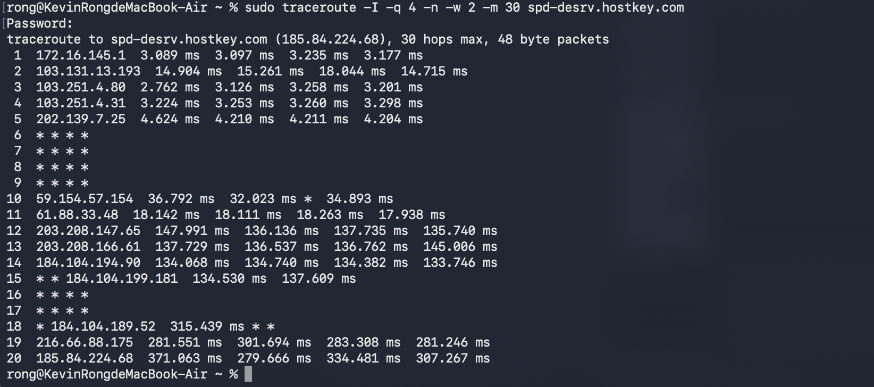 [rong@KevinRongdeMacBook-Air ~ % sudo traceroute -I -q 4 -n -w 2 -m 30 spd-desrv.hostkey.com
[Password:
traceroute to spd-desrv.hostkey.com (185.84.224.68), 30 hops max, 48 byte packets
 1  172.16.145.1  3.089 ms  3.097 ms  3.235 ms  3.177 ms
 2  103.131.13.193  14.904 ms  15.261 ms  18.044 ms  14.715 ms
 3  103.251.4.80  2.762 ms  3.126 ms  3.258 ms  3.201 ms
 4  103.251.4.31  3.224 ms  3.253 ms  3.260 ms  3.298 ms
 5  202.139.7.25  4.624 ms  4.210 ms  4.211 ms  4.204 ms
 6  * * * *
 7  * * * *
 8  * * * *
 9  * * * *
10  59.154.57.154  36.792 ms  32.023 ms *  34.893 ms
11  61.88.33.48  18.142 ms  18.111 ms  18.263 ms  17.938 ms
12  203.208.147.65  147.991 ms  136.136 ms  137.735 ms  135.740 ms
13  203.208.166.61  137.729 ms  136.537 ms  136.762 ms  145.006 ms
14  184.104.194.90  134.068 ms  134.740 ms  134.382 ms  133.746 ms
15  * * 184.104.199.181  134.530 ms  137.609 ms
16  * * * *
17  * * * *
18  * 184.104.189.52  315.439 ms * *
19  216.66.88.175  281.551 ms  301.694 ms  283.308 ms  281.246 ms
20  185.84.224.68  371.063 ms  279.666 ms  334.481 ms  307.267 ms
rong@KevinRongdeMacBook-Air ~ %